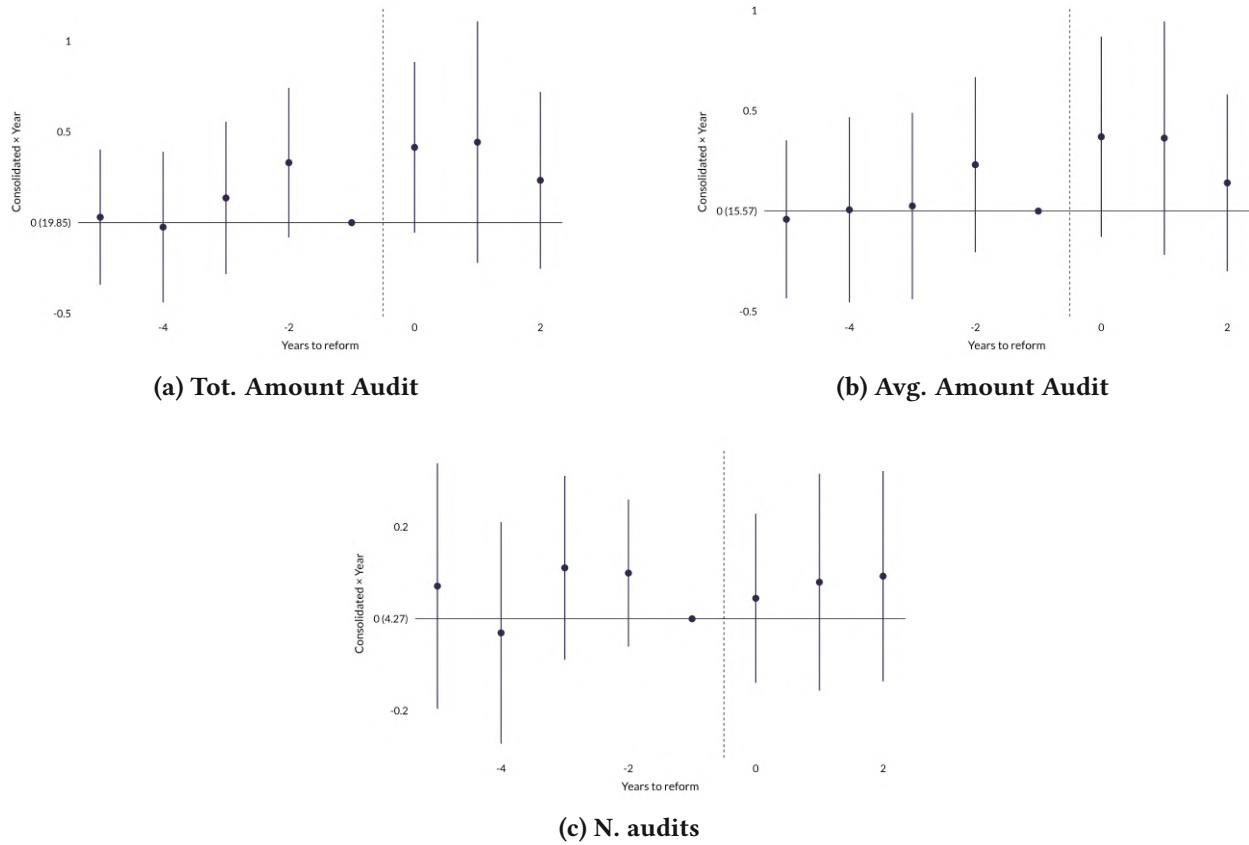 1
0.5
0 (19.85)
-0.5
Consolidated × Year
-4
-2
0
2
Years to reform
(a) Tot. Amount Audit
1
0.5
0 (15.57)
-0.5
Consolidated × Year
-4
-2
0
2
Years to reform
(b) Avg. Amount Audit
0.2
0 (4.27)
-0.2
Consolidated × Year
-4
-2
0
2
Years to reform
(c) N. audits